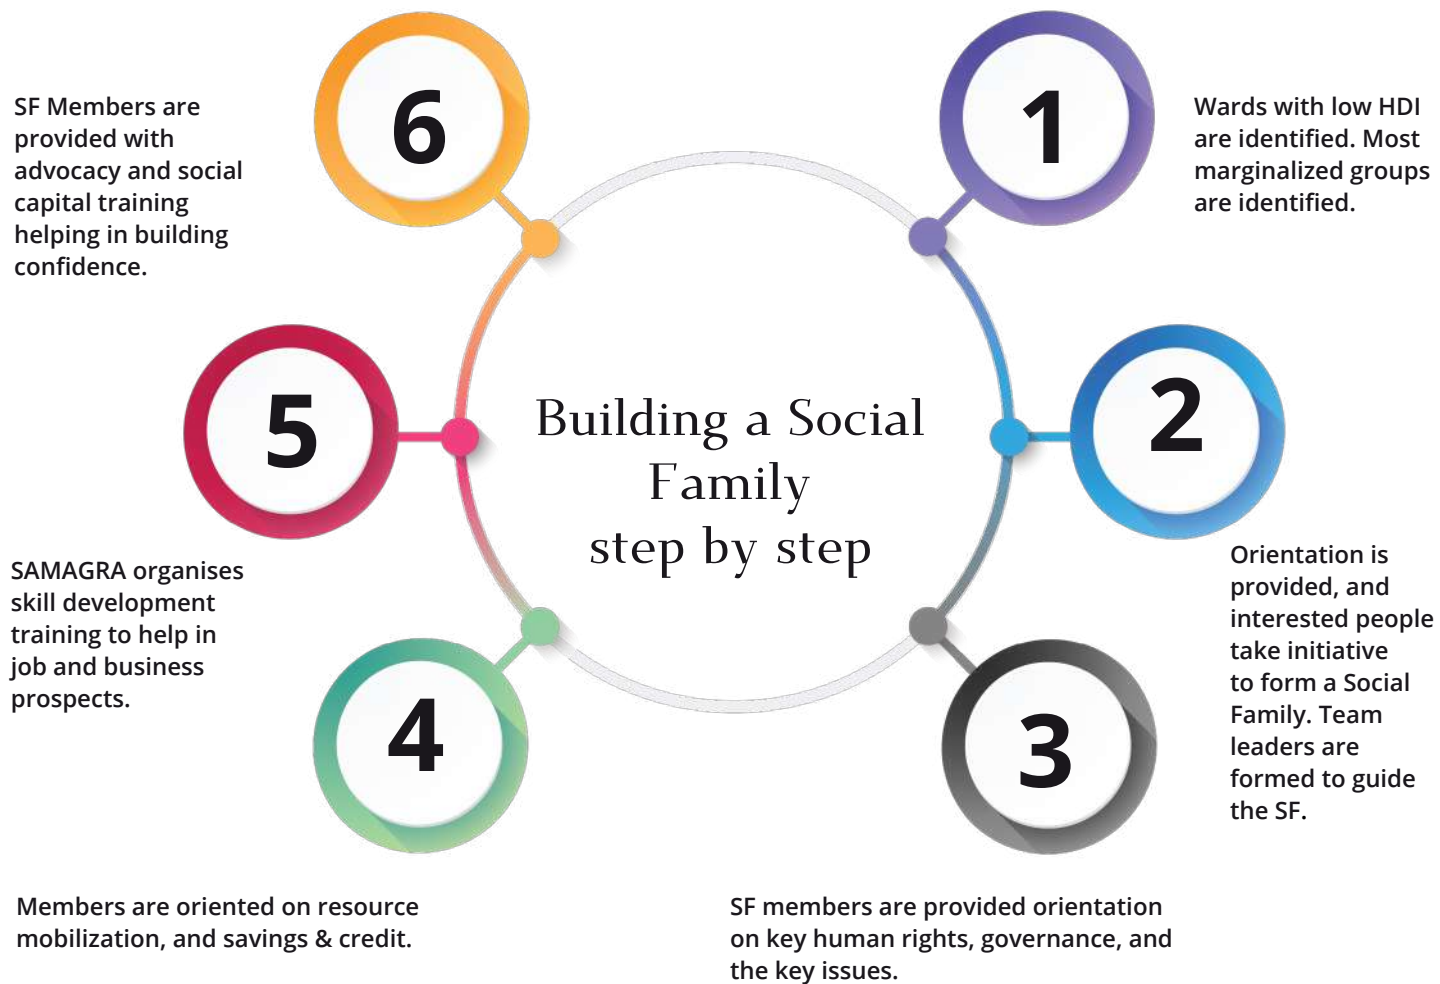 Building a Social
Family
step by step
1
Wards with low HDI
are identified. Most
marginalized groups
are identified.
2
Orientation is
provided, and
interested people
take initiative
to form a Social
Family. Team
leaders are
formed to guide
the SF.
3
SF members are provided orientation
on key human rights, governance, and
the key issues.
4
Members are oriented on resource
mobilization, and savings & credit.
5
SAMAGRA organises
skill development
training to help in
job and business
prospects.
6
SF Members are
provided with
advocacy and social
capital training
helping in building
confidence.